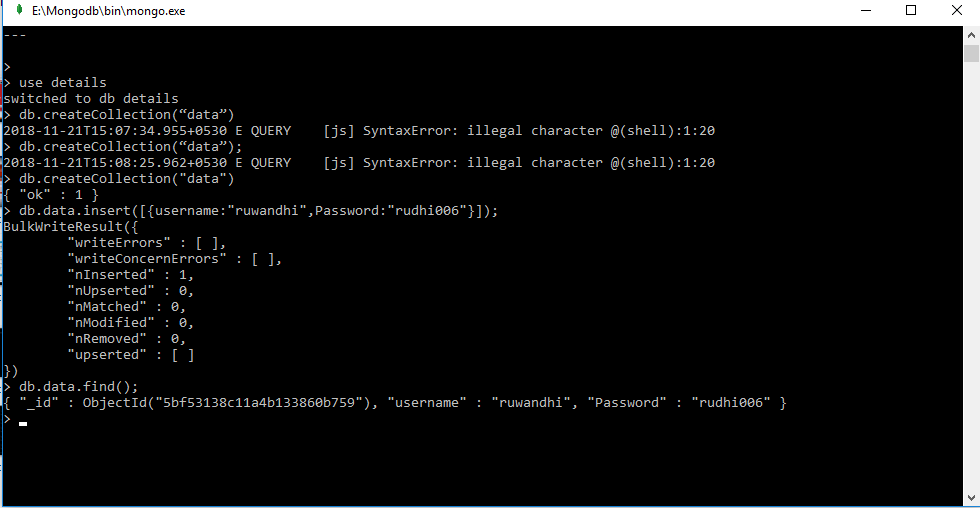 E:\Mongodb\bin\mongo.exe
---
>
> use details
switched to db details
> db.createCollection(“data”)
2018-11-21T15:07:34.955+0530 E QUERY    [js] SyntaxError: illegal character @(shell):1:20
> db.createCollection(“data”);
2018-11-21T15:08:25.962+0530 E QUERY    [js] SyntaxError: illegal character @(shell):1:20
> db.createCollection("data")
{ "ok" : 1 }
> db.data.insert([{username:"ruwandhi",Password:"rudhi006"}]);
BulkWriteResult({
        "writeErrors" : [ ],
        "writeConcernErrors" : [ ],
        "nInserted" : 1,
        "nUpserted" : 0,
        "nMatched" : 0,
        "nModified" : 0,
        "nRemoved" : 0,
        "upserted" : [ ]
})
> db.data.find();
{ "_id" : ObjectId("5bf53138c11a4b133860b759"), "username" : "ruwandhi", "Password" : "rudhi006" }
>